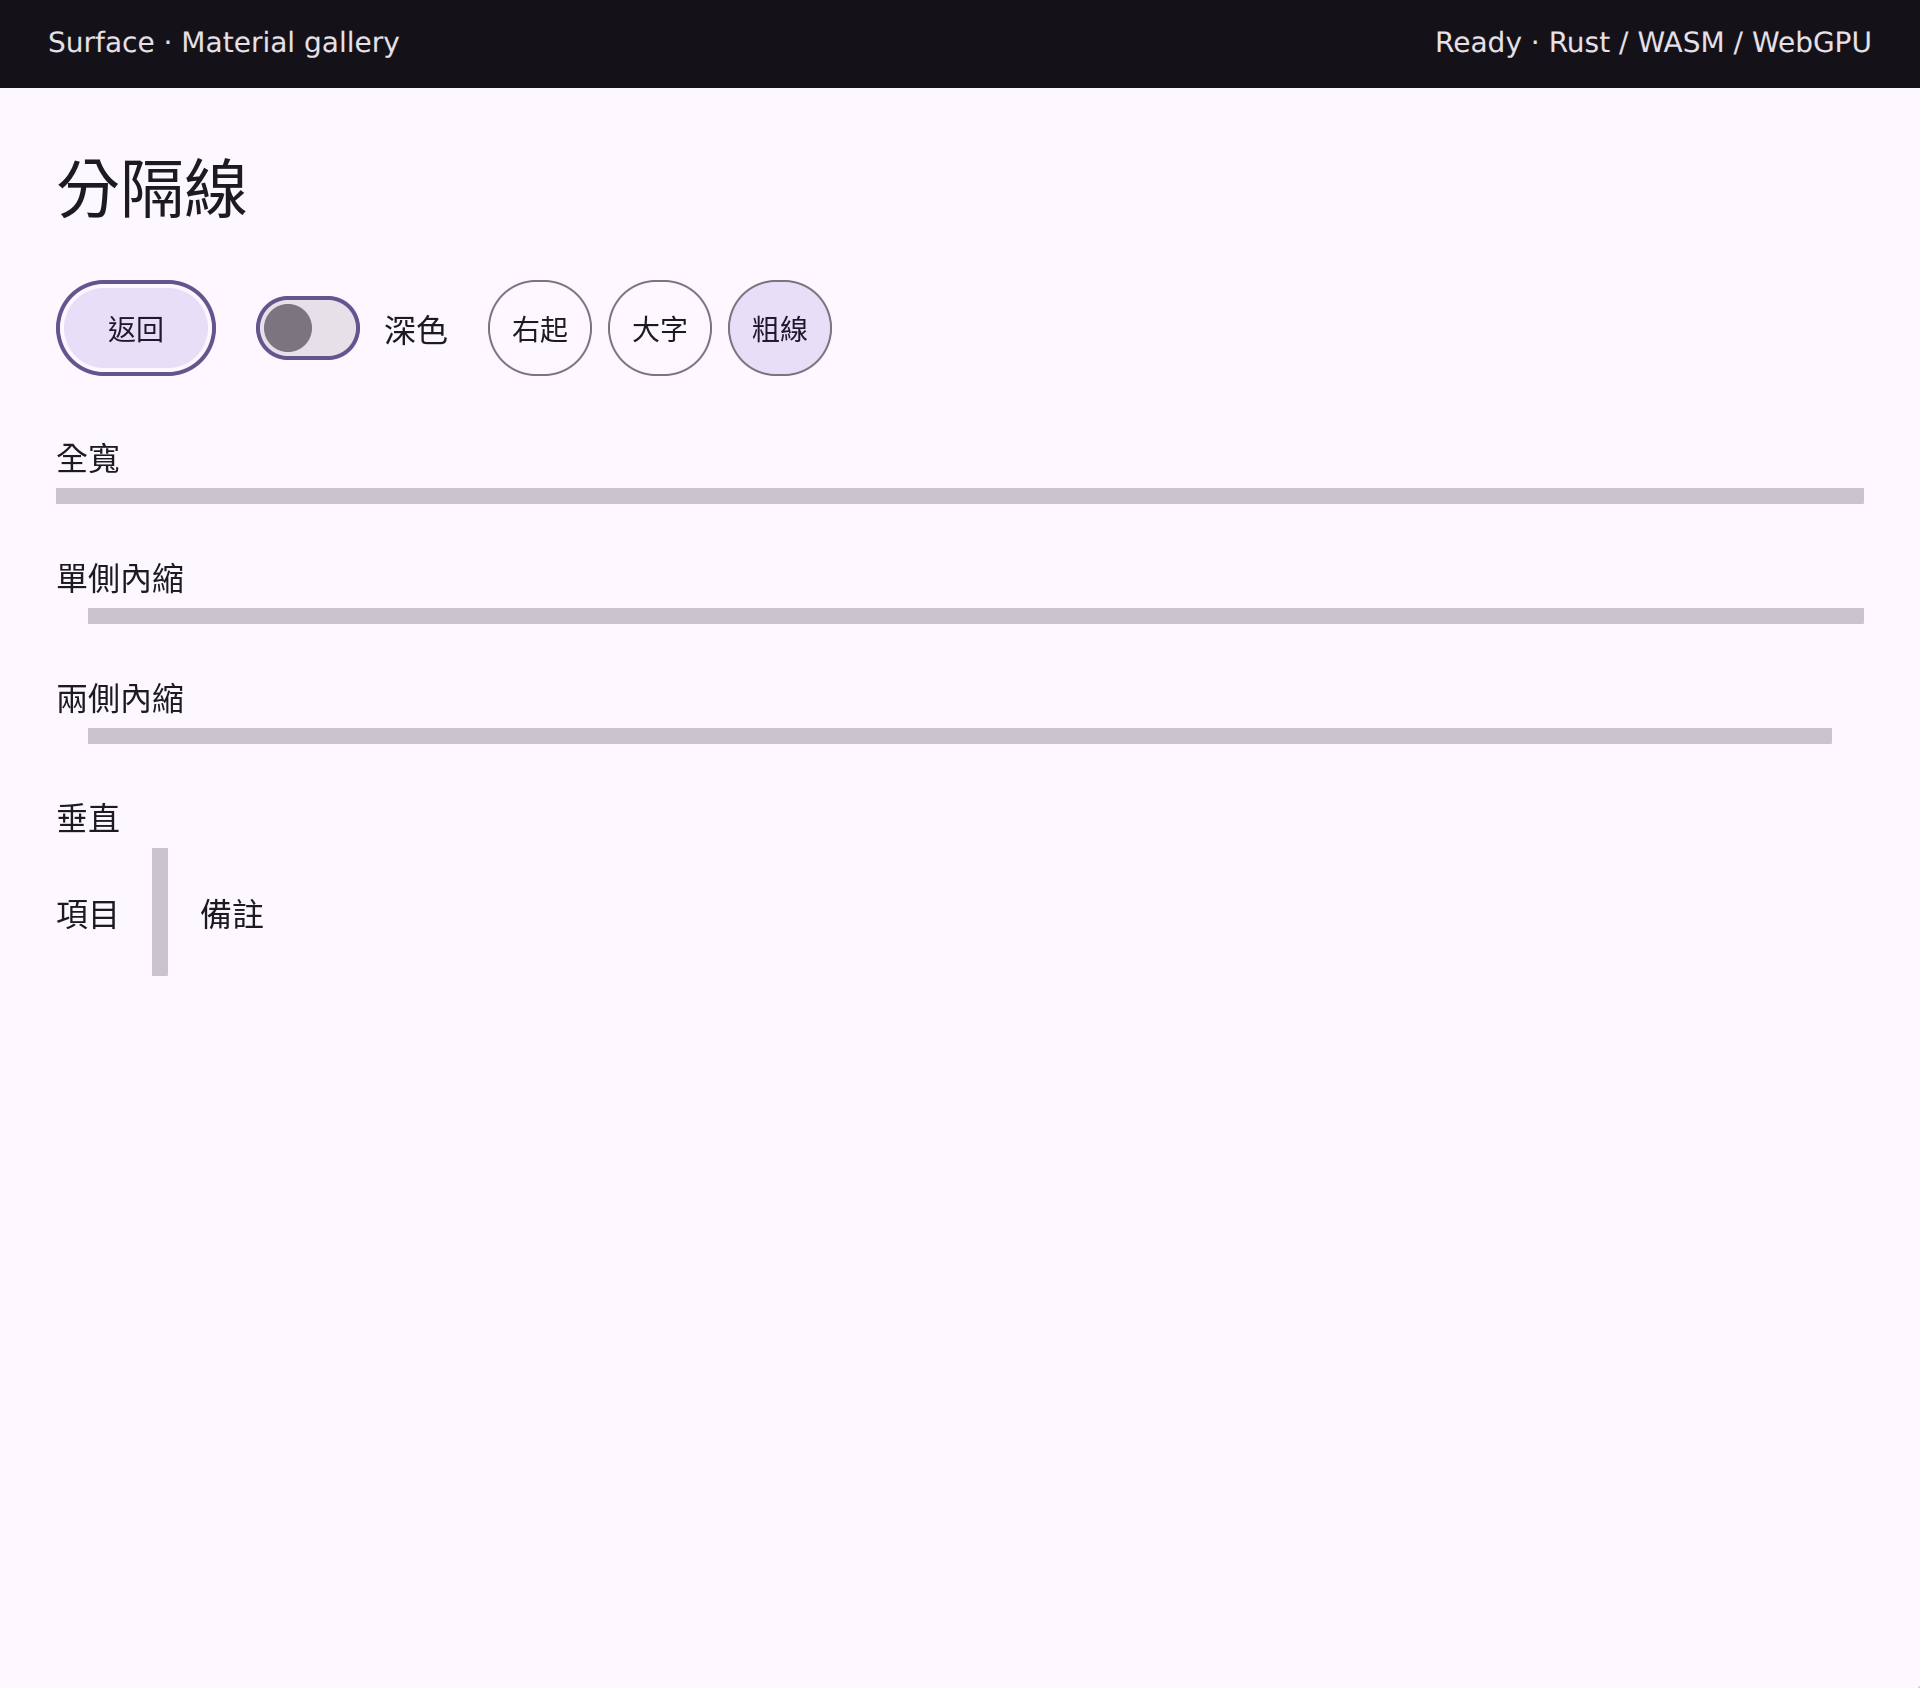 Surface · Material gallery
Ready · Rust / WASM / WebGPU
分隔線
返回 深色 右起 大字 粗線
全寬
單側內縮
兩側內縮
垂直
項目 備註